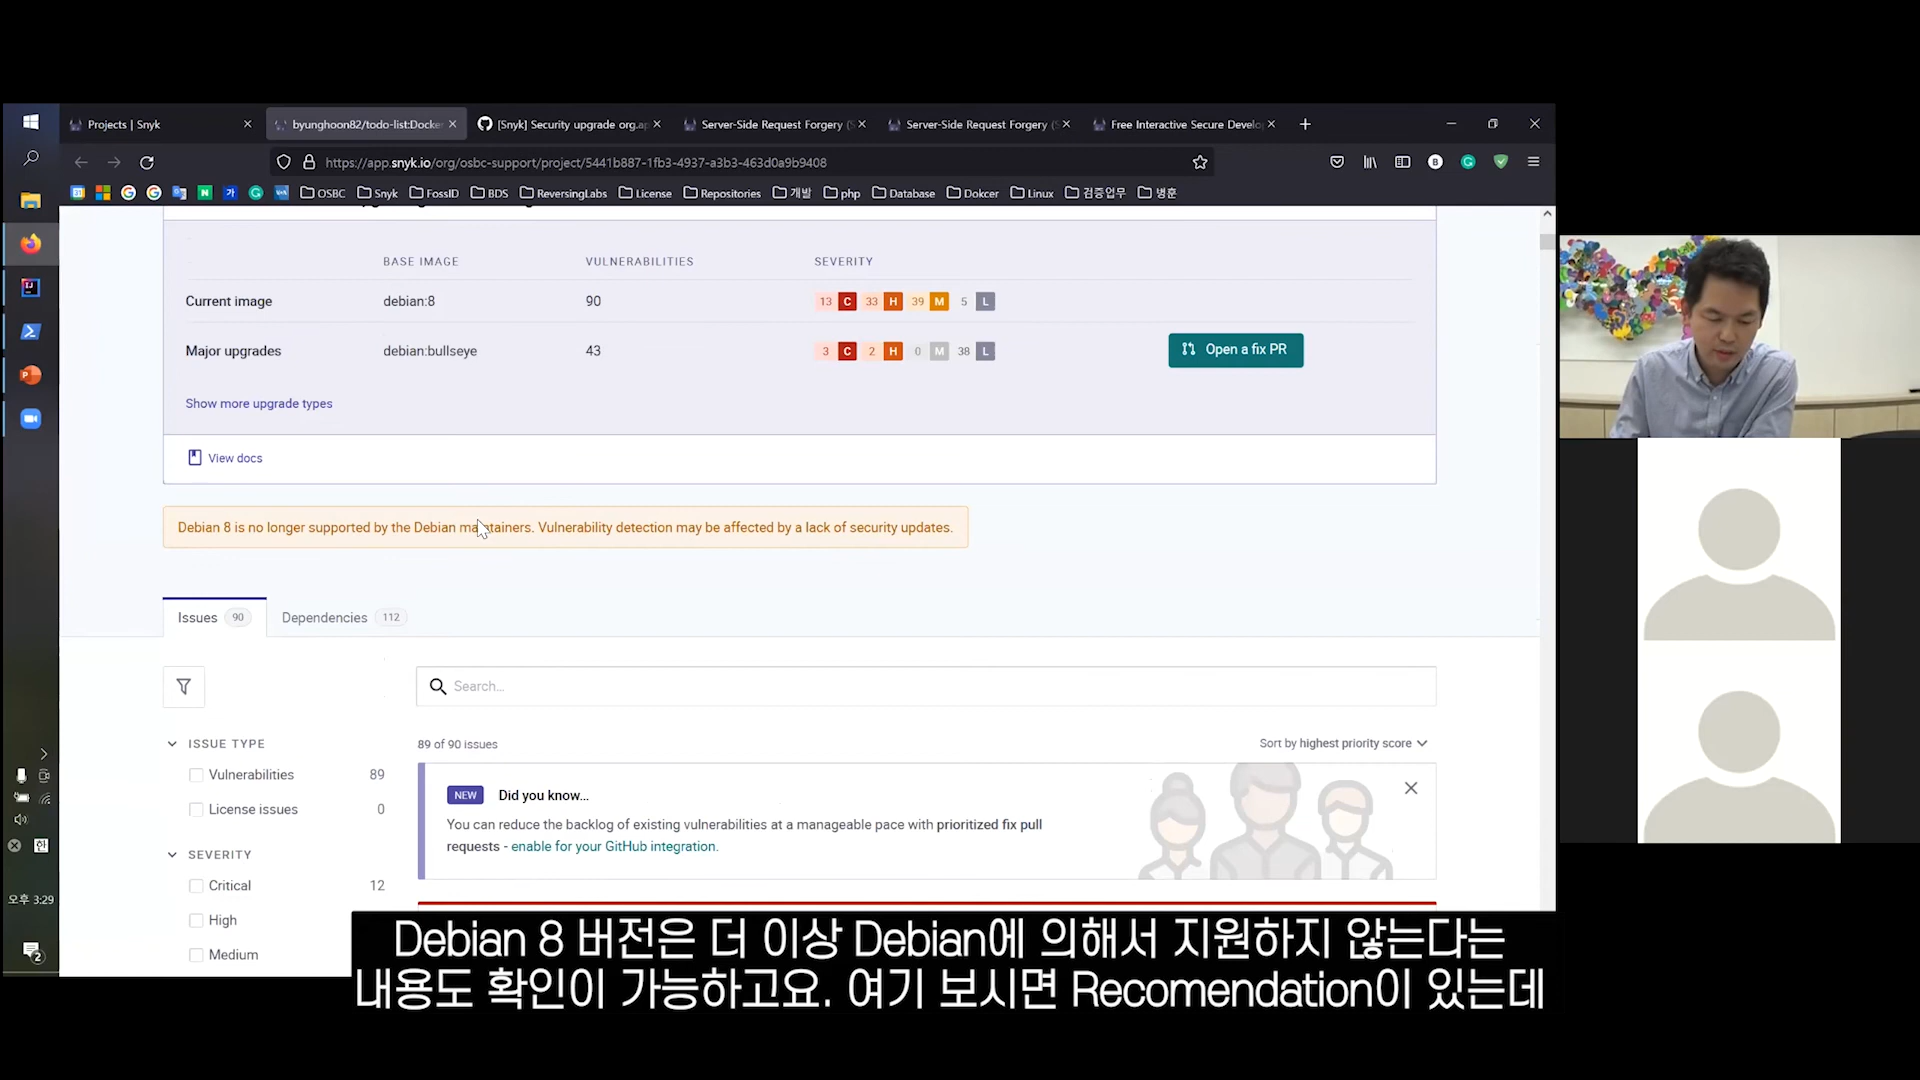 Projects | Snyk
byunghoon82/todo-list:Docke
[Snyk] Security upgrade org.ap
Server-Side Request Forgery (S
Server-Side Request Forgery (S
Free Interactive Secure Develo
https://app.snyk.io/org/osbc-support/project/5441b887-1fb3-4937-a3b3-463d0a9b9408
OSBC Snyk FossID BDS ReversingLabs License Repositories 개발 php Database Dokcer Linux 검증업무 병훈
BASE IMAGE VULNERABILITIES SEVERITY
Current image debian:8 90 13 C 33 H 39 M 5 L
Major upgrades debian:bullseye 43 3 C 2 H 0 M 38 L Open a fix PR
Show more upgrade types
View docs
Debian 8 is no longer supported by the Debian maintainers. Vulnerability detection may be affected by a lack of security updates.
Issues 90 Dependencies 112
Search...
ISSUE TYPE
Vulnerabilities 89
License issues 0
SEVERITY
Critical 12
High
Medium
89 of 90 issues Sort by highest priority score
NEW Did you know...
You can reduce the backlog of existing vulnerabilities at a manageable pace with prioritized fix pull
requests - enable for your GitHub integration.
한
오후 3:29
2
Debian 8 버전은 더 이상 Debian에 의해서 지원하지 않는다는
내용도 확인이 가능하고요. 여기 보시면 Recomendation이 있는데